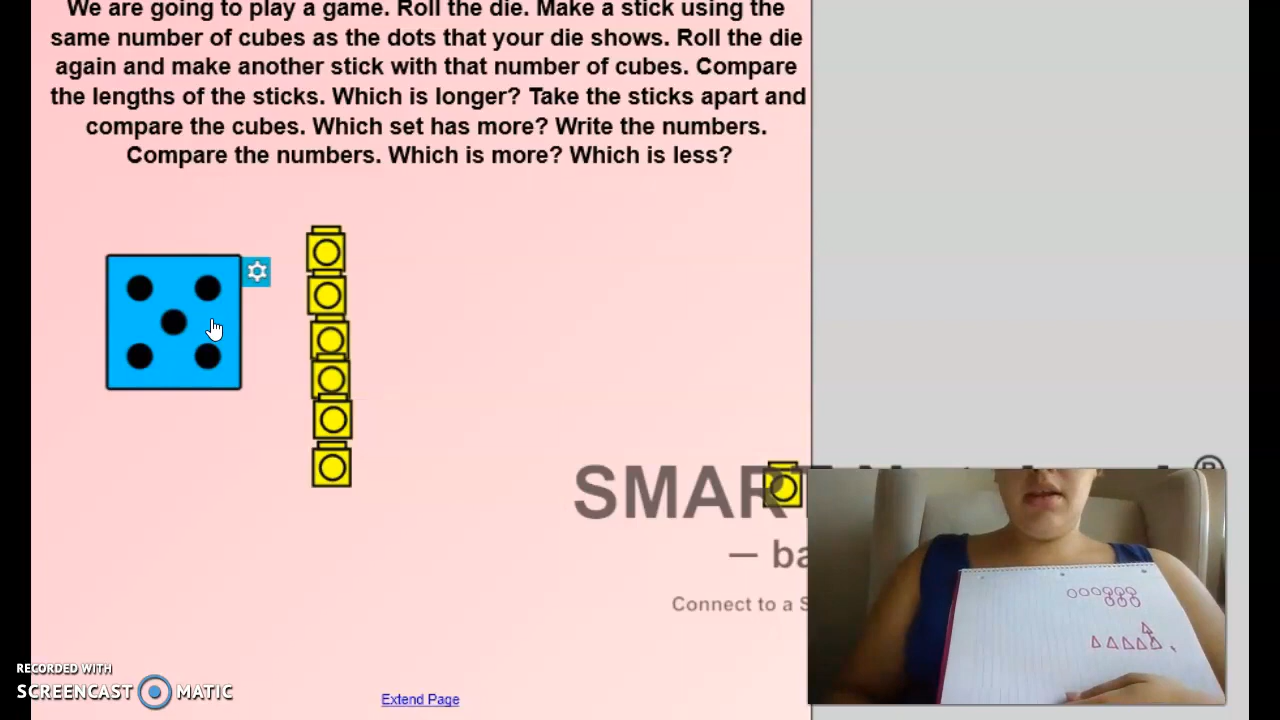 We are going to play a game. Roll the die. Make a stick using the
same number of cubes as the dots that your die shows. Roll the die
again and make another stick with that number of cubes. Compare
the lengths of the sticks. Which is longer? Take the sticks apart and
compare the cubes. Which set has more? Write the numbers.
Compare the numbers. Which is more? Which is less?
SMAR
®
— ba
Connect to a S
RECORDED WITH
SCREENCAST MATIC
Extend Page